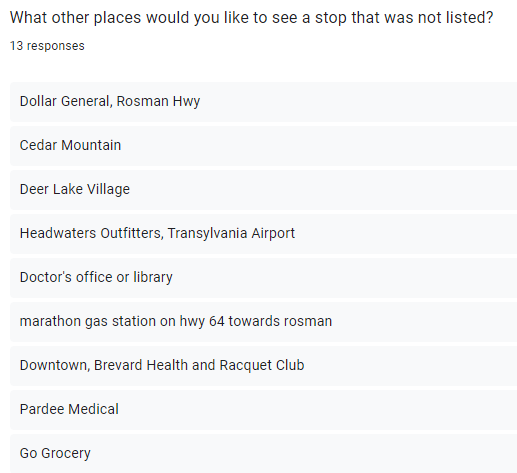 What other places would you like to see a stop that was not listed?
13 responses
Dollar General, Rosman Hwy
Cedar Mountain
Deer Lake Village
Headwaters Outfitters, Transylvania Airport
Doctor's office or library
marathon gas station on hwy 64 towards rosman
Downtown, Brevard Health and Racquet Club
Pardee Medical
Go Grocery